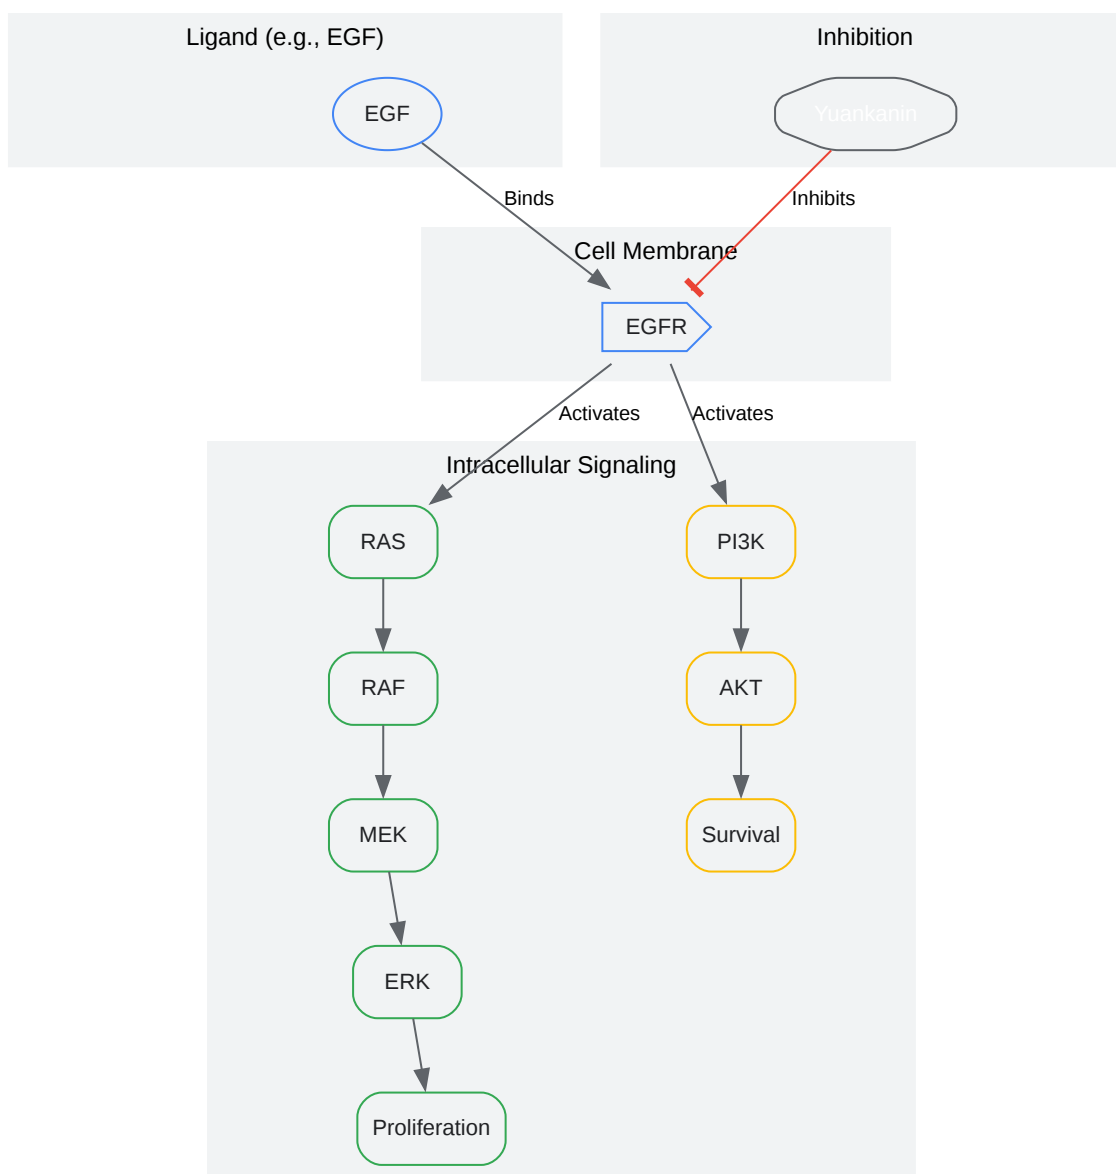 Ligand (e.g., EGF)
Inhibition
EGF
Yuankanin
Binds
Inhibits
Cell Membrane
EGFR
Activates
Activates
Intracellular Signaling
RAS
PI3K
RAF
AKT
MEK
Survival
ERK
Proliferation